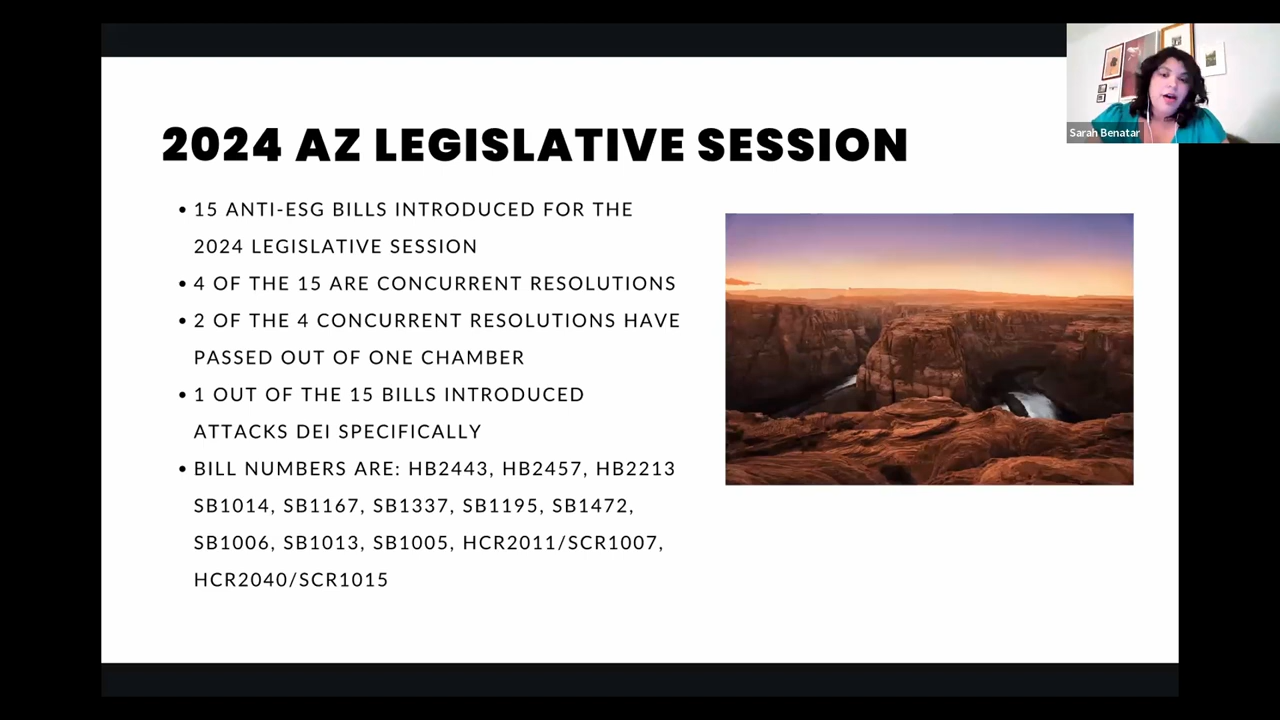 2024 AZ LEGISLATIVE SESSION
• 15 ANTI-ESG BILLS INTRODUCED FOR THE
2024 LEGISLATIVE SESSION
• 4 OF THE 15 ARE CONCURRENT RESOLUTIONS
• 2 OF THE 4 CONCURRENT RESOLUTIONS HAVE
PASSED OUT OF ONE CHAMBER
• 1 OUT OF THE 15 BILLS INTRODUCED
ATTACKS DEI SPECIFICALLY
• BILL NUMBERS ARE: HB2443, HB2457, HB2213
SB1014, SB1167, SB1337, SB1195, SB1472,
SB1006, SB1013, SB1005, HCR2011/SCR1007,
HCR2040/SCR1015
Sarah Benatar